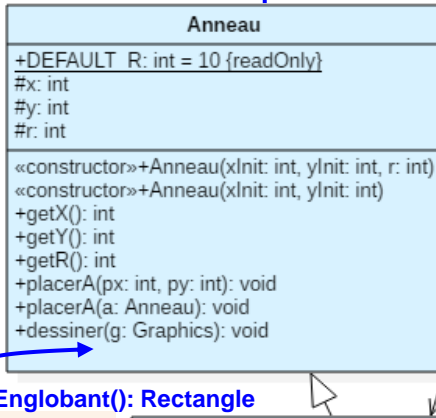 Anneau
+DEFAULT_R: int = 10 {readOnly}
#x: int
#y: int
#r: int
«constructor»+Anneau(xInit: int, yInit: int, r: int)
«constructor»+Anneau(xInit: int, yInit: int)
+getX(): int
+getY(): int
+getR(): int
+placerA(px: int, py: int): void
+placerA(a: Anneau): void
+dessiner(g: Graphics): void
Englobant(): Rectangle